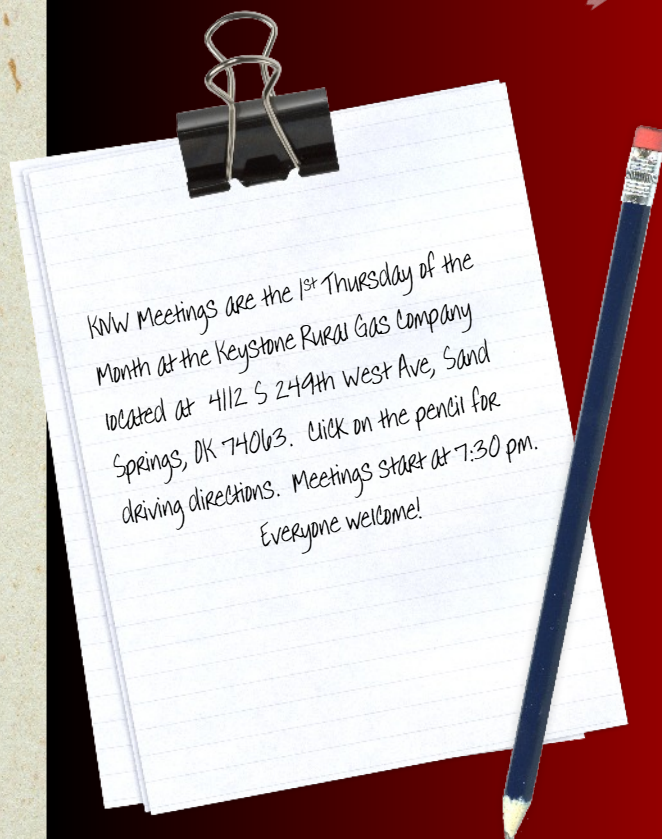 KNW Meetings are the 1st Thursday of the
Month at the Keystone Rural Gas Company
located at 4112 S 249th West Ave, Sand
Springs, OK 74063. Click on the pencil for
driving directions. Meetings start at 7:30 pm.
Everyone welcome!